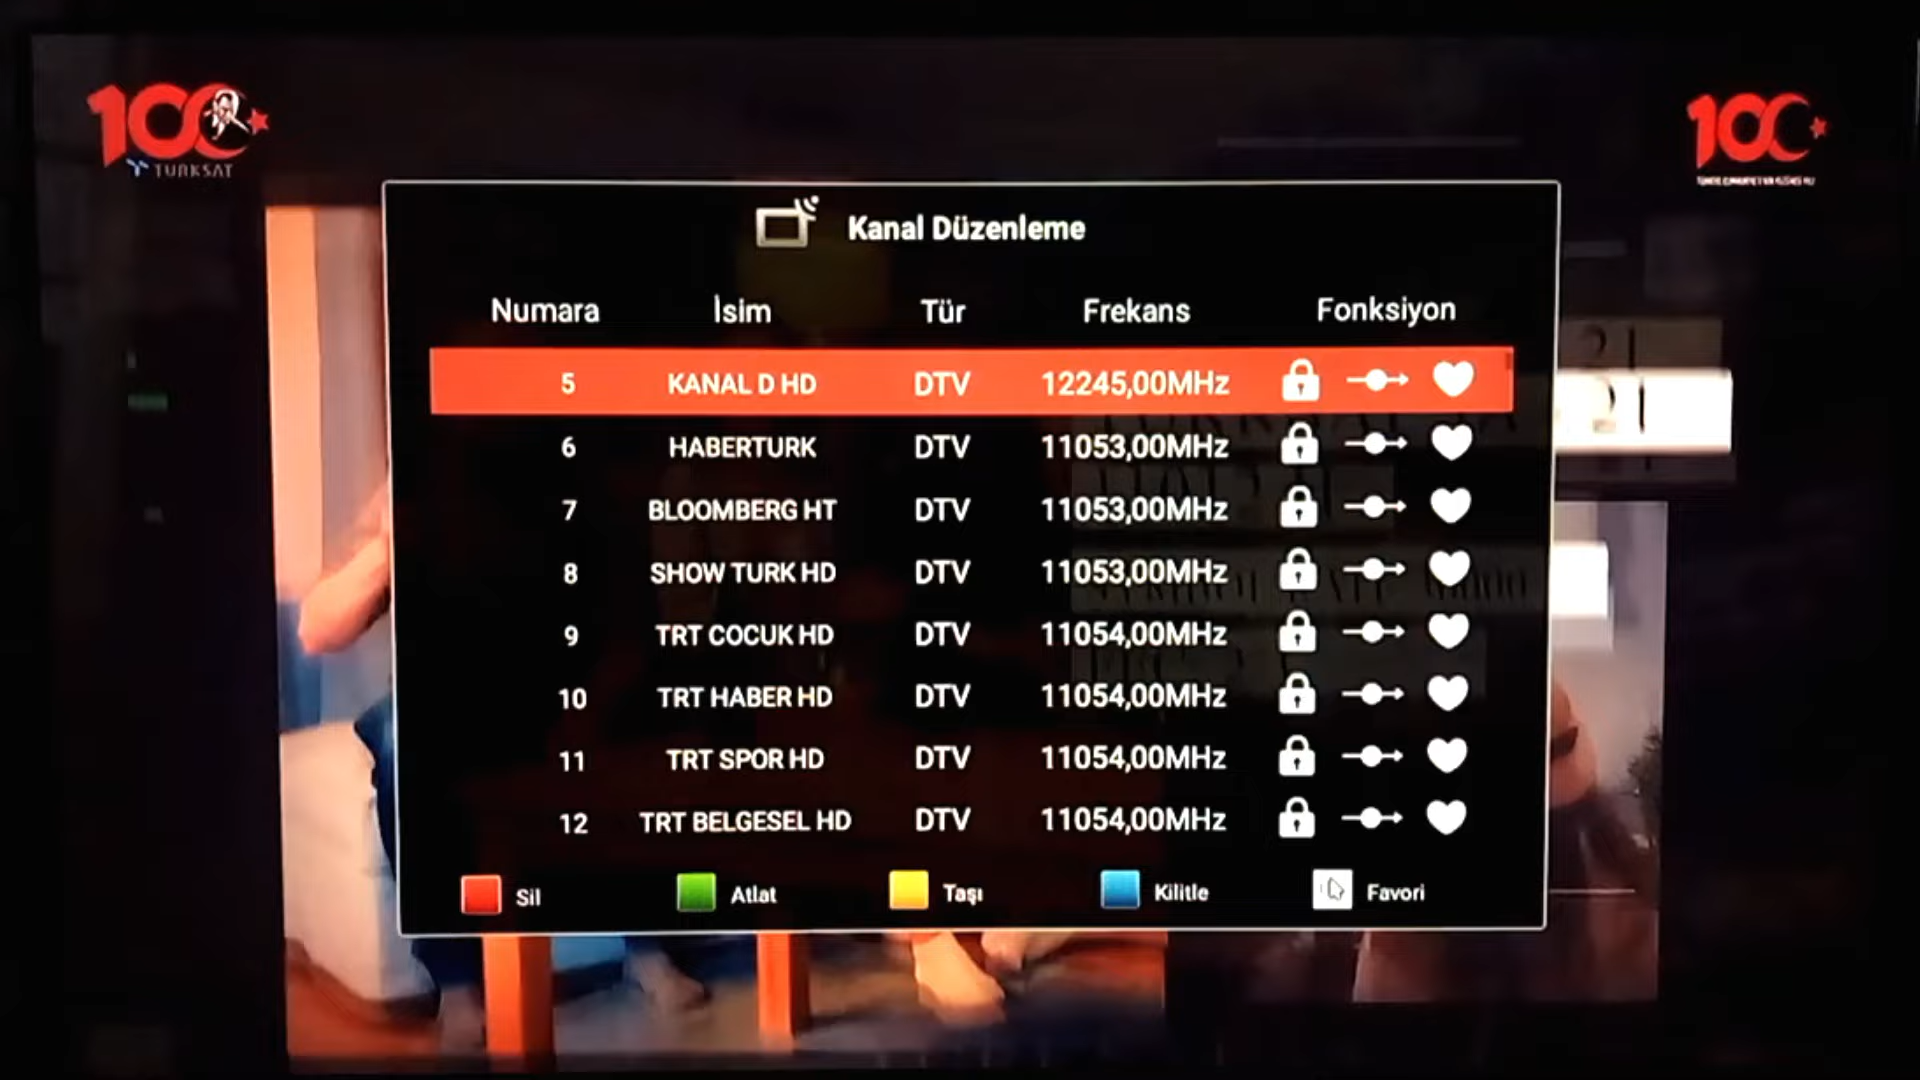 100
TURKSAT
100
Kanal Düzenleme
Numara İsim Tür Frekans Fonksiyon
5 KANAL D HD DTV 12245,00MHz
6 HABERTURK DTV 11053,00MHz
7 BLOOMBERG HT DTV 11053,00MHz
8 SHOW TURK HD DTV 11053,00MHz
9 TRT COCUK HD DTV 11054,00MHz
10 TRT HABER HD DTV 11054,00MHz
11 TRT SPOR HD DTV 11054,00MHz
12 TRT BELGESEL HD DTV 11054,00MHz
Sil Atlat Taşı Kilitle Favori